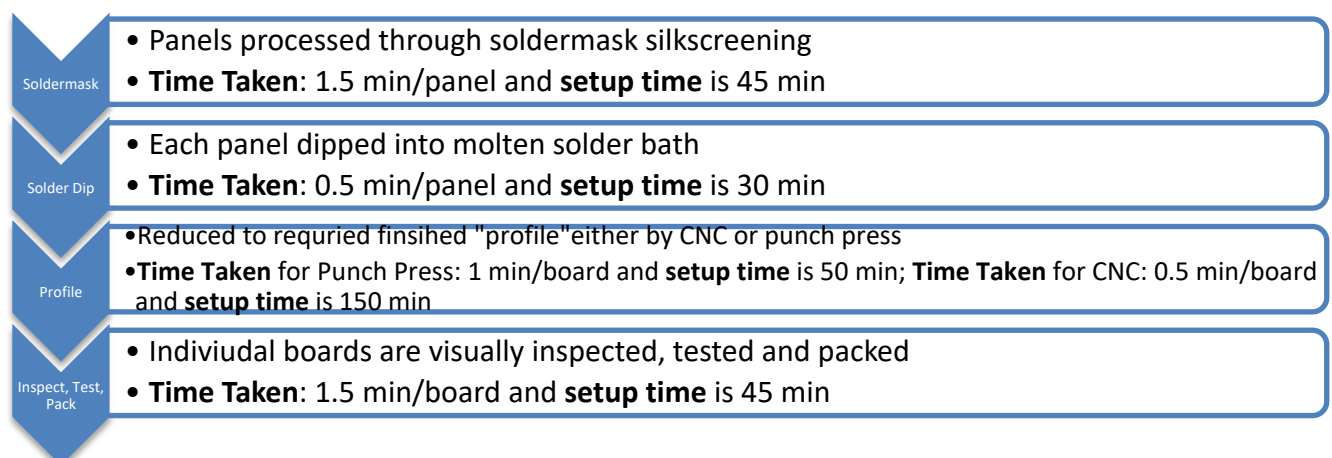 Soldermask
• Panels processed through soldermask silkscreening
• Time Taken: 1.5 min/panel and setup time is 45 min
Solder Dip
• Each panel dipped into molten solder bath
• Time Taken: 0.5 min/panel and setup time is 30 min
Profile
•Reduced to requried finsihed "profile"either by CNC or punch press
•Time Taken for Punch Press: 1 min/board and setup time is 50 min; Time Taken for CNC: 0.5 min/board
and setup time is 150 min
Inspect, Test,
Pack
• Indiviudal boards are visually inspected, tested and packed
• Time Taken: 1.5 min/board and setup time is 45 min